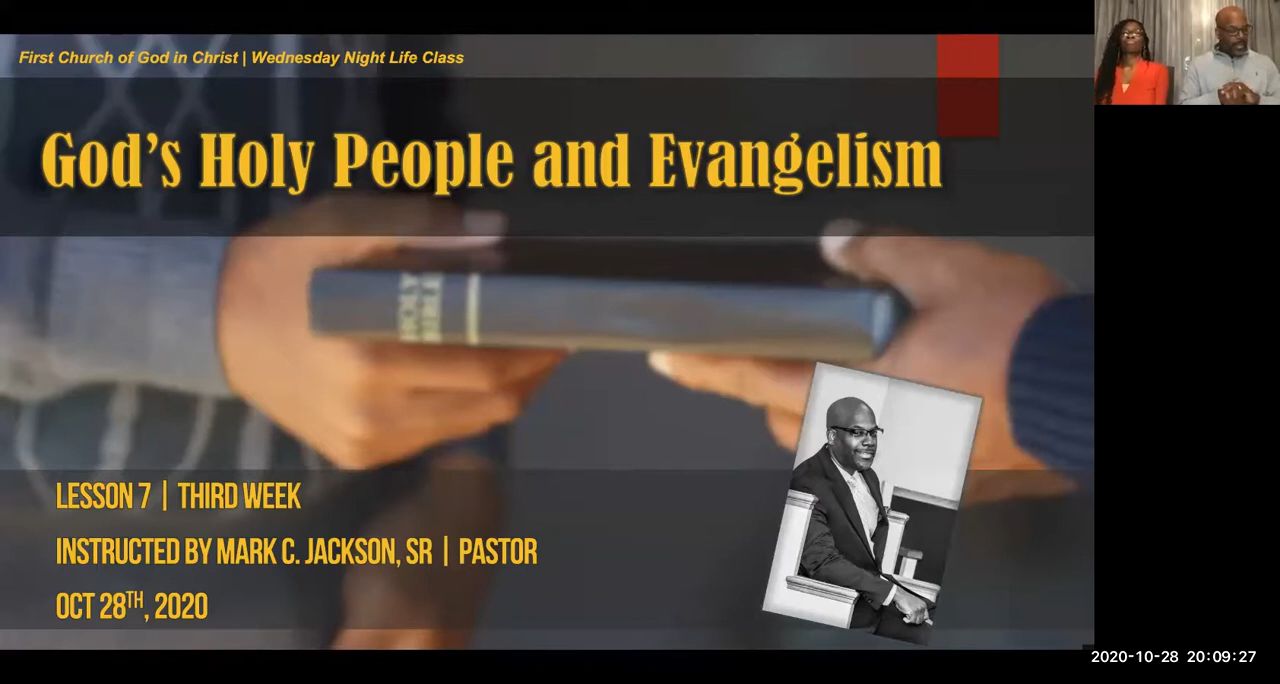 First Church of God in Christ | Wednesday Night Life Class
God's Holy People and Evangelism
HOLY
BIBLE
LESSON 7 | THIRD WEEK
INSTRUCTED BY MARK C. JACKSON, SR | PASTOR
OCT 28TH, 2020
2020-10-28 20:09:27